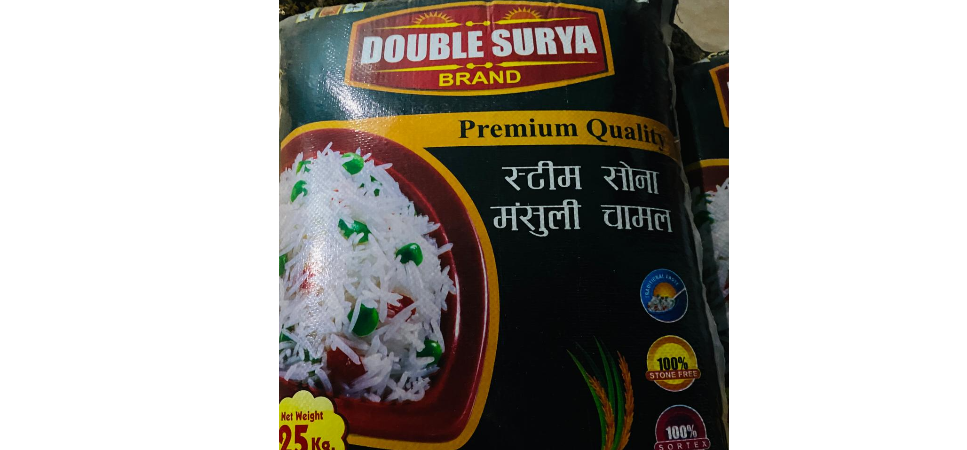 DOUBLE SURYA
BRAND
Premium Quality
स्टीम सोना
मंसुली चामल
100%
STONE FREE
Net Weight
25 Kg.
100%
SORTEX